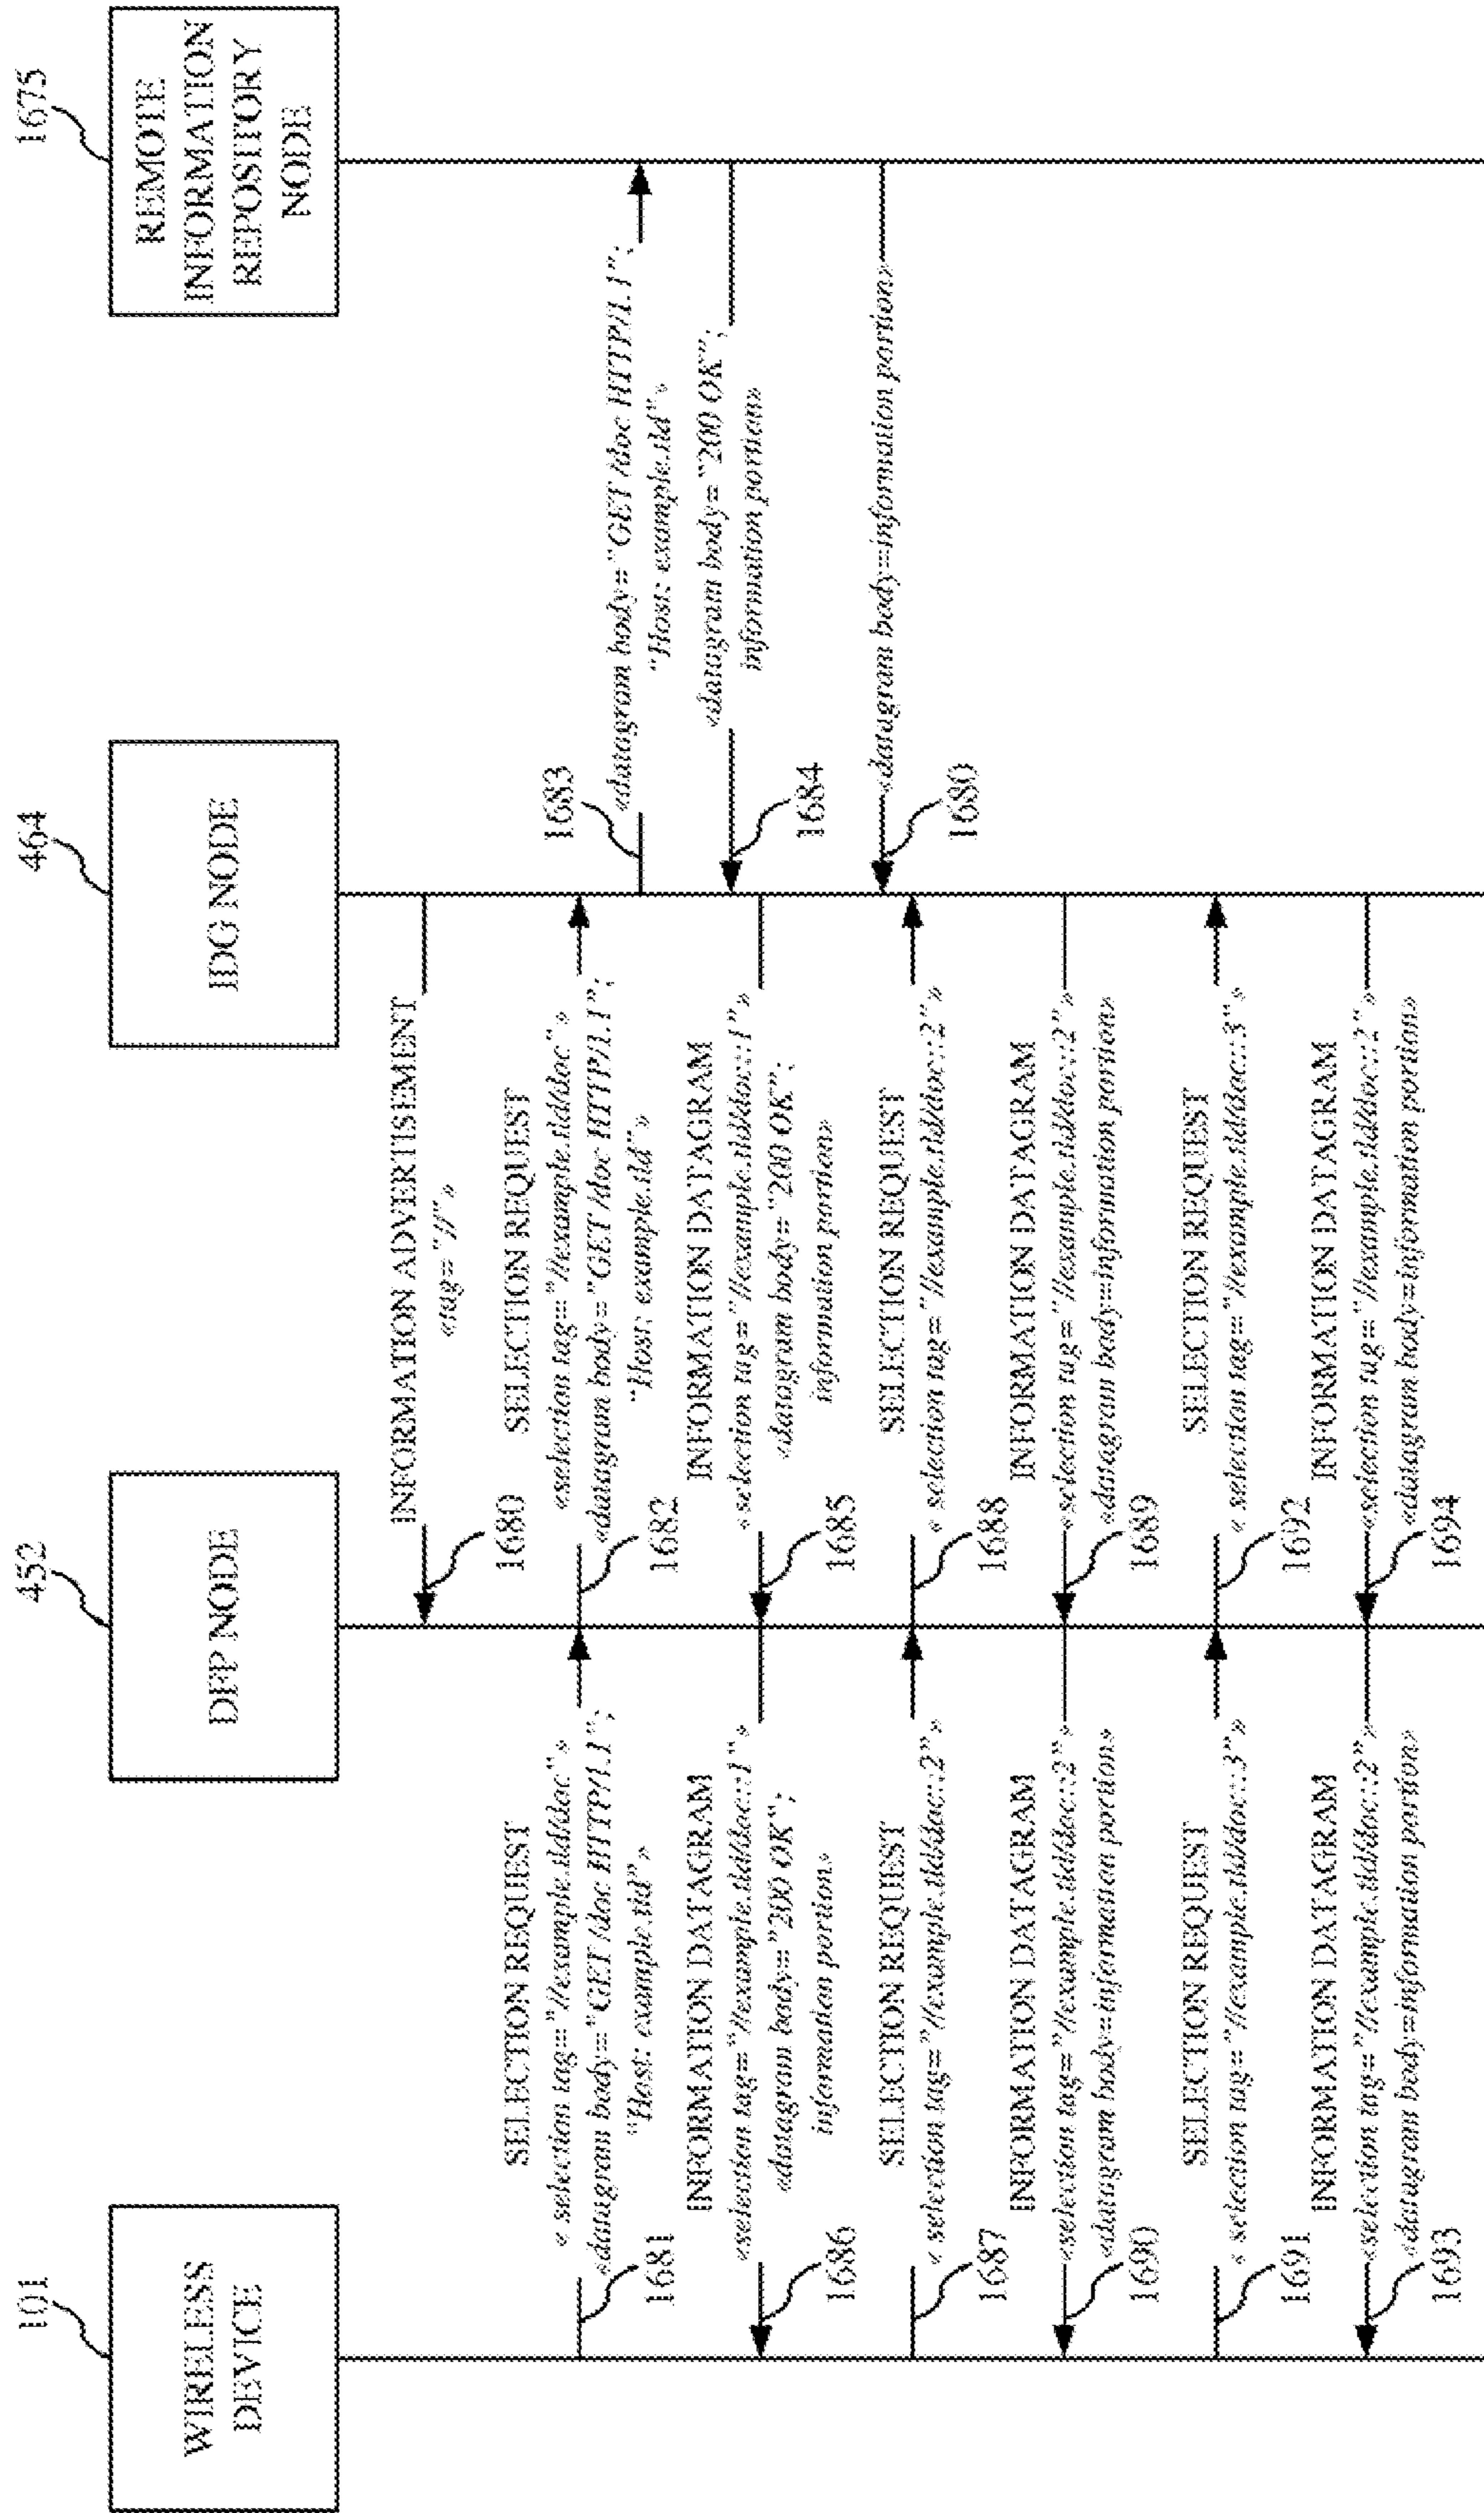 101
WIRELESS
DEVICE
452
DFP NODE
464
IDG NODE
1675
REMOTE
INFORMATION
REPOSITORY
NODE
INFORMATION ADVERTISEMENT
«tag="//"»
1680
SELECTION REQUEST
« selection tag="//example.tld/doc"»
«datagram body="GET /doc HTTP/1.1";
"Host: example.tld"»
1681
SELECTION REQUEST
«selection tag="//example.tld/doc"»
«datagram body="GET /doc HTTP/1.1";
"Host: example.tld"»
1682
1683
«datagram body="GET /doc HTTP/1.1";
"Host: example.tld"»
«datagram body="200 OK";
information portion»
1684
INFORMATION DATAGRAM
«selection tag="//example.tld/doc::1"»
«datagram body="200 OK";
information portion»
1685
INFORMATION DATAGRAM
«selection tag="//example.tld/doc::1"»
«datagram body="200 OK";
information portion»
1686
«datagram body=information portion»
1680
SELECTION REQUEST
« selection tag="//example.tld/doc::2"»
1687
SELECTION REQUEST
« selection tag="//example.tld/doc::2"»
1688
INFORMATION DATAGRAM
«selection tag="//example.tld/doc::2"»
«datagram body=information portion»
1689
INFORMATION DATAGRAM
«selection tag="//example.tld/doc::2"»
«datagram body=information portion»
1690
SELECTION REQUEST
« selection tag="//example.tld/doc::3"»
1691
SELECTION REQUEST
« selection tag="//example.tld/doc::3"»
1692
INFORMATION DATAGRAM
«selection tag="//example.tld/doc::2"»
«datagram body=information portion»
1693
INFORMATION DATAGRAM
«selection tag="//example.tld/doc::2"»
«datagram body=information portion»
1694